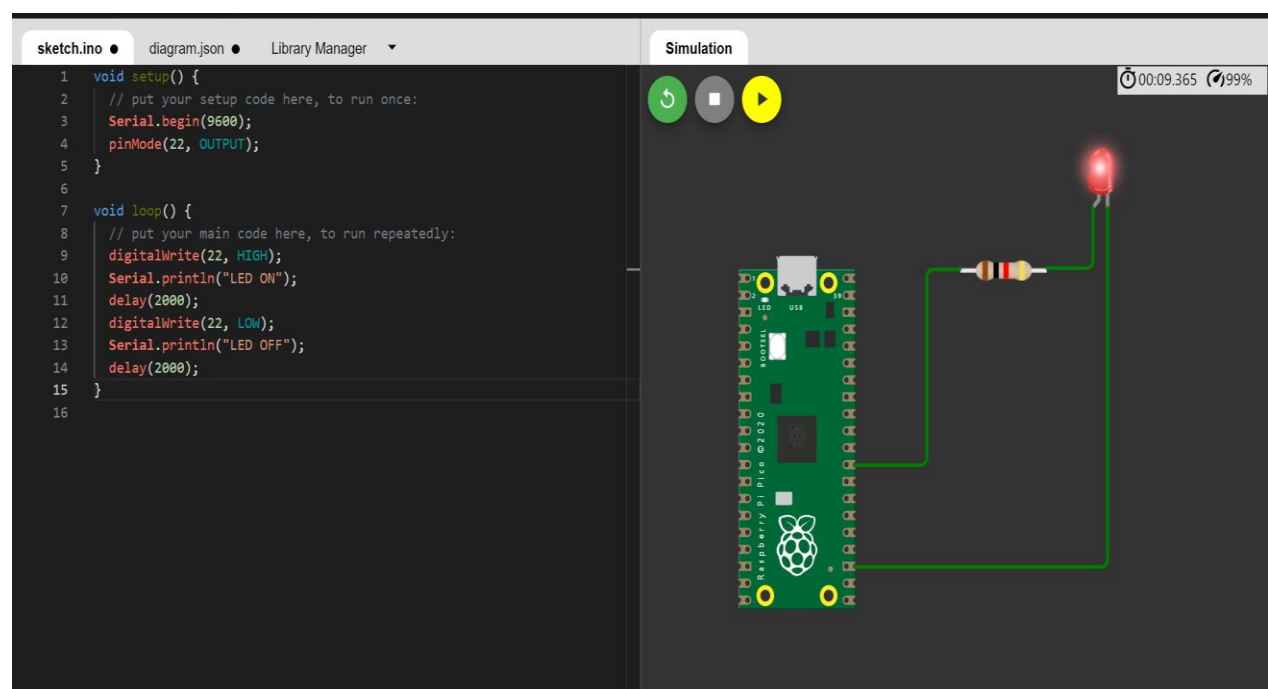 sketch.ino ● diagram.json ● Library Manager ▼
1 void setup() {
2 // put your setup code here, to run once:
3 Serial.begin(9600);
4 pinMode(22, OUTPUT);
5 }
6
7 void loop() {
8 // put your main code here, to run repeatedly:
9 digitalWrite(22, HIGH);
10 Serial.println("LED ON");
11 delay(2000);
12 digitalWrite(22, LOW);
13 Serial.println("LED OFF");
14 delay(2000);
15 }
16
Simulation
00:09.365 99%
1
2 39
LED USB
BOOTSEL
Raspberry Pi Pico ©2020